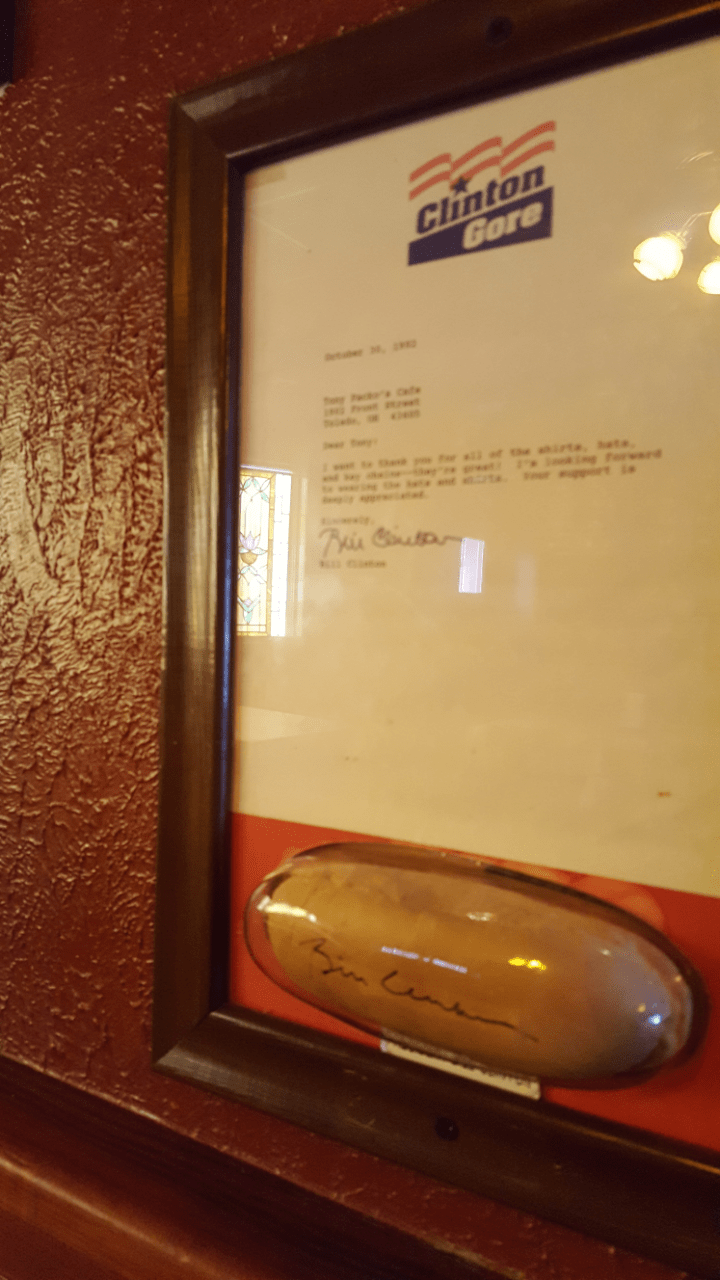 Clinton
Gore
October 30, 1992
Tony Packo's Cafe
1902 Front Street
Toledo, OH 43605
Dear Tony:
I want to thank you for all of the shirts, hats,
and key chains--they're great! I'm looking forward
to wearing the hats and shirts. Your support is
deeply appreciated.
Sincerely,
Bill Clinton
Bill Clinton
Bill Clinton